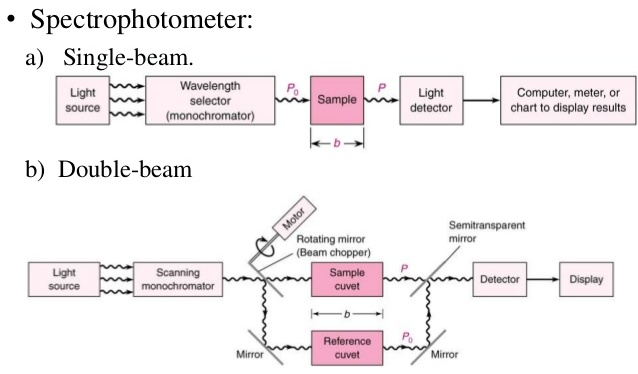 • Spectrophotometer:
a) Single-beam.
Light
source
Wavelength
selector
(monochromator)
P₀
Sample
P
Light
detector
Computer, meter, or
chart to display results
b
b) Double-beam
Motor
Rotating mirror
(Beam chopper)
Semitransparent
mirror
Light
source
Scanning
monochromator
Sample
cuvet
P
Detector
Display
b
Mirror
Reference
cuvet
P₀
Mirror